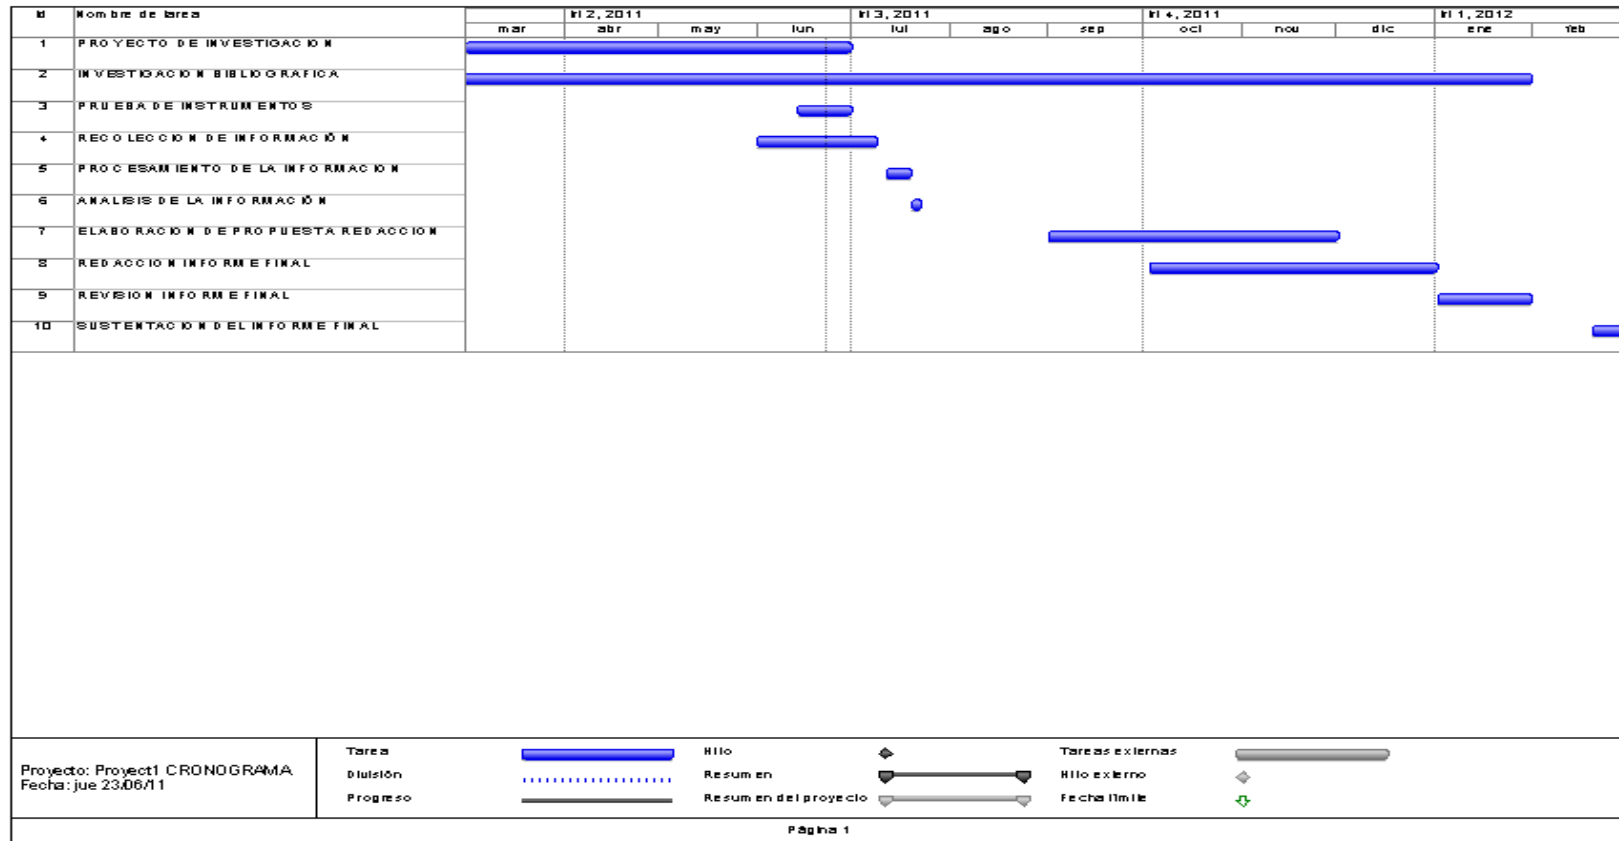 Id Nombre de tarea tri 2, 2011 tri 3, 2011 tri 4, 2011 tri 1, 2012
mar abr may jun jul ago sep oct nov dic ene feb
1 PROYECTO DE INVESTIGACION
2 INVESTIGACION BIBLIOGRAFICA
3 PRUEBA DE INSTRUMENTOS
4 RECOLECCION DE INFORMACIÓN
5 PROCESAMIENTO DE LA INFORMACION
6 ANALISIS DE LA INFORMACIÓN
7 ELABORACION DE PROPUESTA REDACCION
8 REDACCION INFORME FINAL
9 REVISION INFORME FINAL
10 SUSTENTACION DEL INFORME FINAL
Proyecto: Proyect1 CRONOGRAMA
Fecha: jue 23/06/11
Tarea Hito Tareas externas
División Resumen Hito externo
Progreso Resumen del proyecto Fecha límite
Página 1